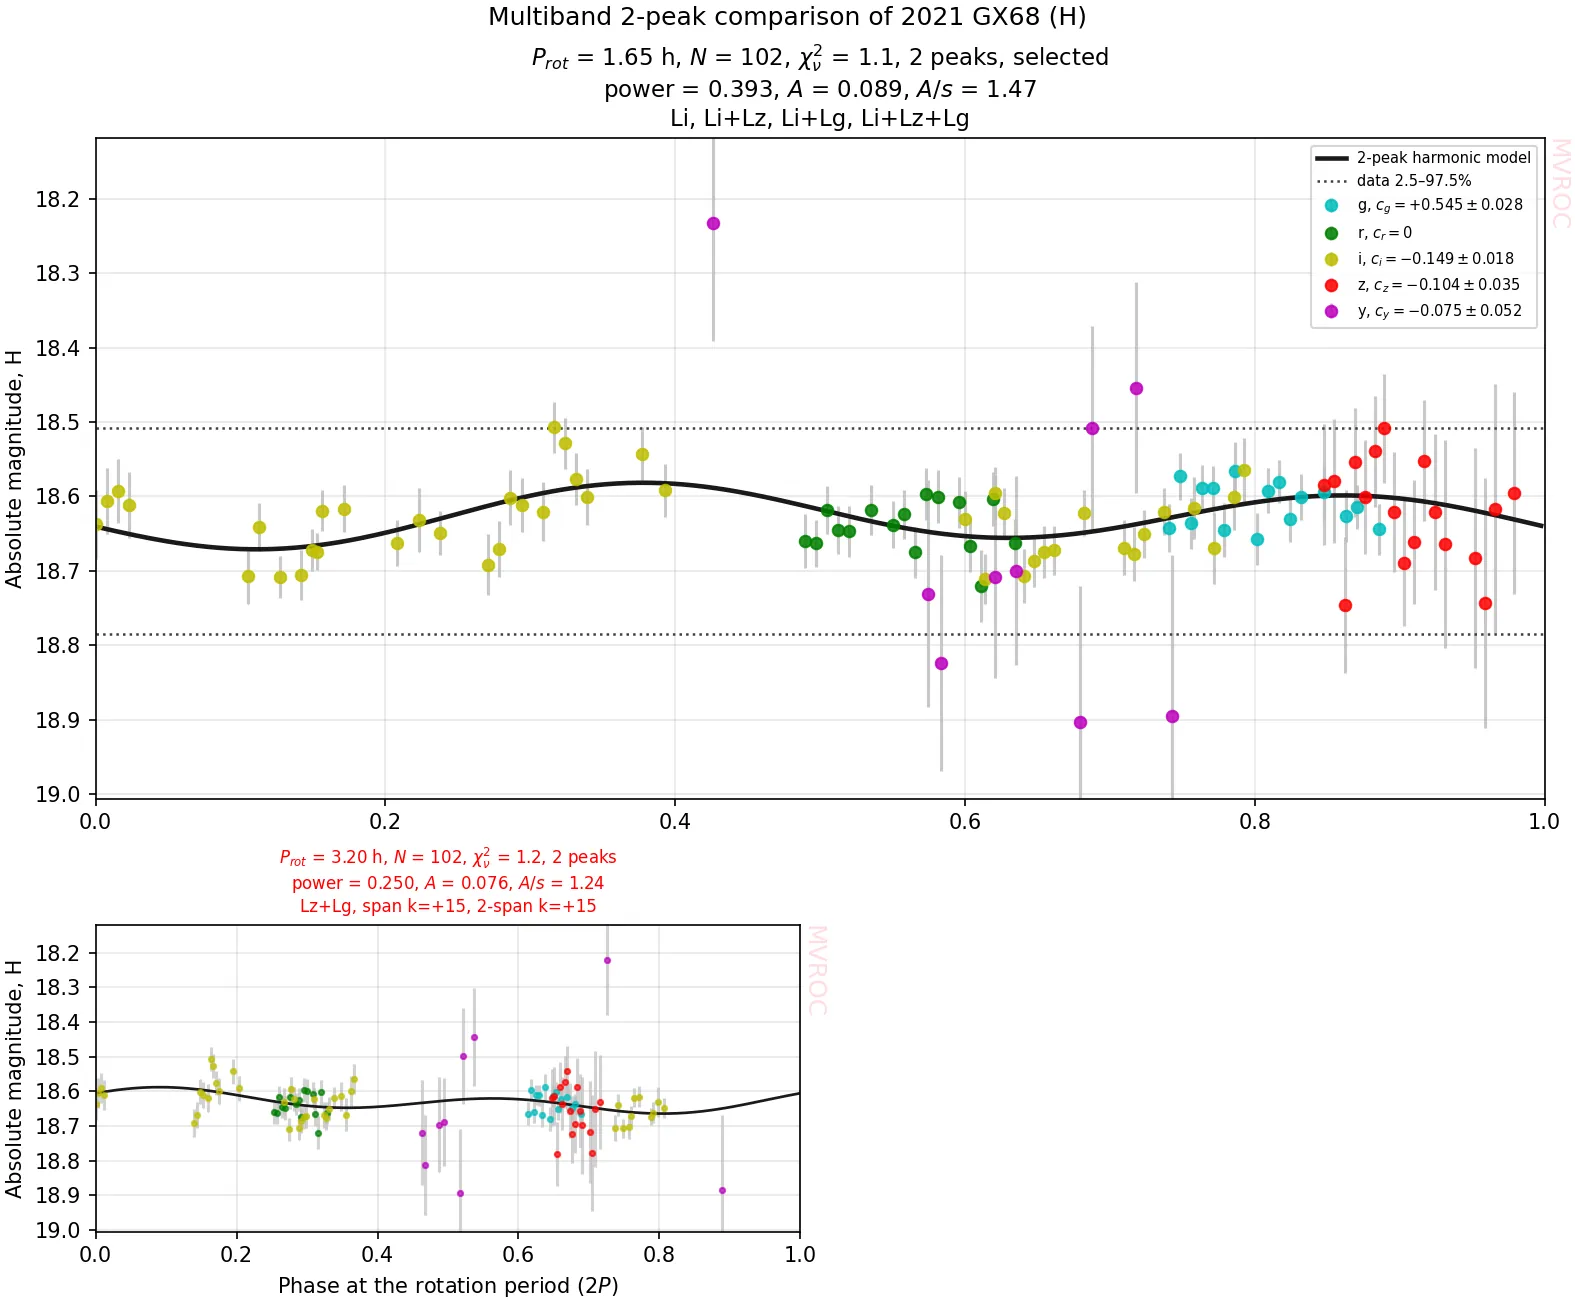 Multiband 2-peak comparison of 2021 GX68 (H)
P_rot = 1.65 h, N = 102, χ²_ν = 1.1, 2 peaks, selected
power = 0.393, A = 0.089, A/s = 1.47
Li, Li+Lz, Li+Lg, Li+Lz+Lg
2-peak harmonic model
data 2.5–97.5%
g, c_g = +0.545 ± 0.028
r, c_r = 0
i, c_i = −0.149 ± 0.018
z, c_z = −0.104 ± 0.035
y, c_y = −0.075 ± 0.052
MVROC
Absolute magnitude, H
18.2
18.3
18.4
18.5
18.6
18.7
18.8
18.9
19.0
0.0 0.2 0.4 0.6 0.8 1.0
P_rot = 3.20 h, N = 102, χ²_ν = 1.2, 2 peaks
power = 0.250, A = 0.076, A/s = 1.24
Lz+Lg, span k=+15, 2-span k=+15
MVROC
Absolute magnitude, H
18.2
18.3
18.4
18.5
18.6
18.7
18.8
18.9
19.0
0.0 0.2 0.4 0.6 0.8 1.0
Phase at the rotation period (2P)